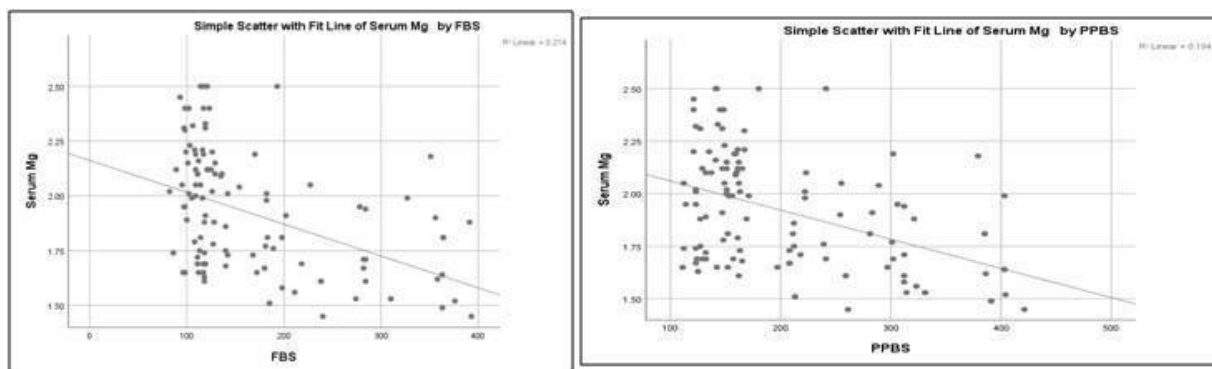 Simple Scatter with Fit Line of Serum Mg by FBS
R² Linear = 0.214
Serum Mg
2.50
2.25
2.00
1.75
1.50
0
100
200
300
400
FBS
Simple Scatter with Fit Line of Serum Mg by PPBS
R² Linear = 0.194
Serum Mg
2.50
2.25
2.00
1.75
1.50
100
200
300
400
500
PPBS